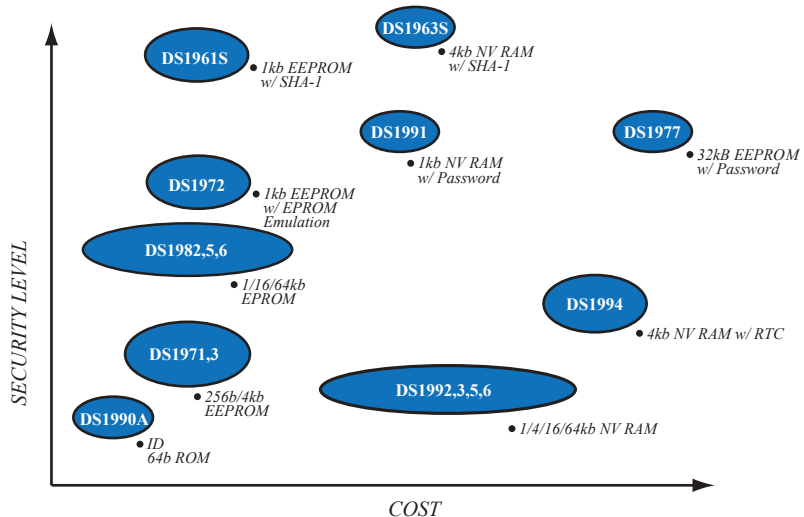 DS1963S
4kb NV RAM
w/ SHA-1
DS1961S
1kb EEPROM
w/ SHA-1
DS1991
1kb NV RAM
w/ Password
DS1977
32kB EEPROM
w/ Password
DS1972
1kb EEPROM
w/ EPROM
Emulation
DS1982,5,6
1/16/64kb
EPROM
DS1994
4kb NV RAM w/ RTC
DS1971,3
256b/4kb
EEPROM
DS1992,3,5,6
1/4/16/64kb NV RAM
DS1990A
ID
64b ROM
SECURITY LEVEL
COST